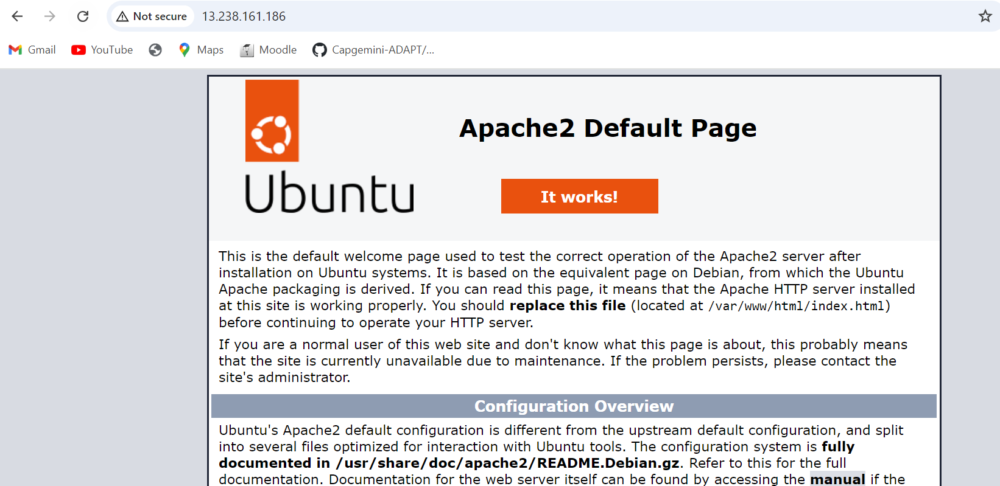 Not secure
13.238.161.186
Gmail
YouTube
Maps
Moodle
Capgemini-ADAPT/...
Ubuntu
Apache2 Default Page
It works!
This is the default welcome page used to test the correct operation of the Apache2 server after
installation on Ubuntu systems. It is based on the equivalent page on Debian, from which the Ubuntu
Apache packaging is derived. If you can read this page, it means that the Apache HTTP server installed
at this site is working properly. You should replace this file (located at /var/www/html/index.html)
before continuing to operate your HTTP server.
If you are a normal user of this web site and don't know what this page is about, this probably means
that the site is currently unavailable due to maintenance. If the problem persists, please contact the
site's administrator.
Configuration Overview
Ubuntu's Apache2 default configuration is different from the upstream default configuration, and split
into several files optimized for interaction with Ubuntu tools. The configuration system is fully
documented in /usr/share/doc/apache2/README.Debian.gz. Refer to this for the full
documentation. Documentation for the web server itself can be found by accessing the manual if the